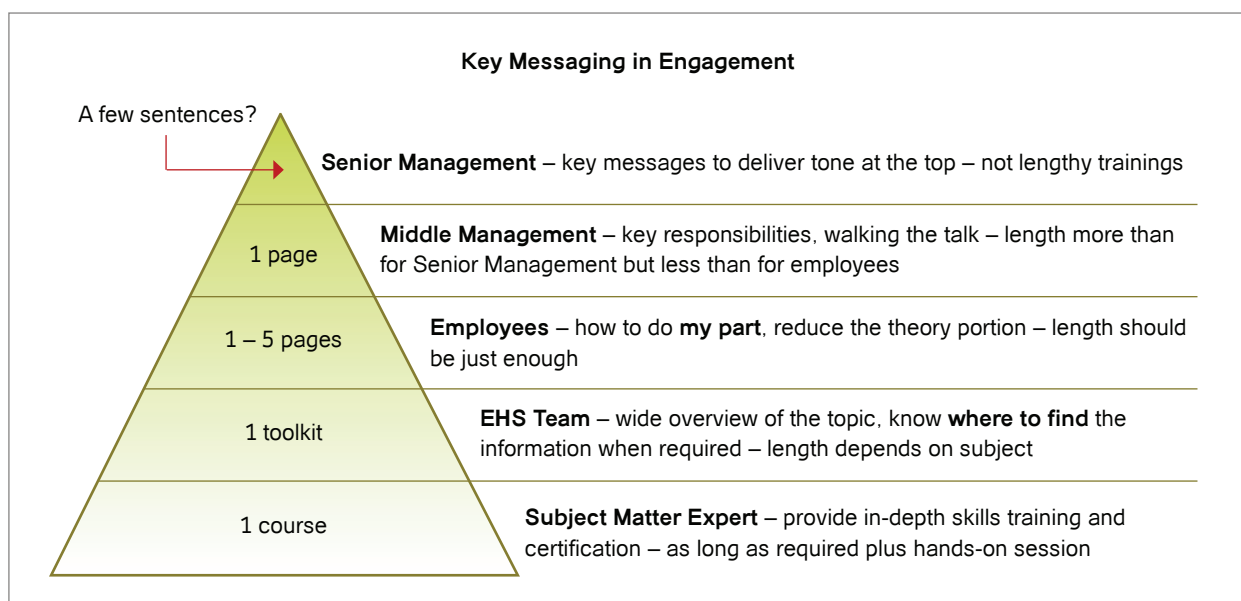 Key Messaging in Engagement
A few sentences?
Senior Management – key messages to deliver tone at the top – not lengthy trainings
1 page
Middle Management – key responsibilities, walking the talk – length more than
for Senior Management but less than for employees
1 – 5 pages
Employees – how to do my part, reduce the theory portion – length should
be just enough
1 toolkit
EHS Team – wide overview of the topic, know where to find the
information when required – length depends on subject
1 course
Subject Matter Expert – provide in-depth skills training and
certification – as long as required plus hands-on session